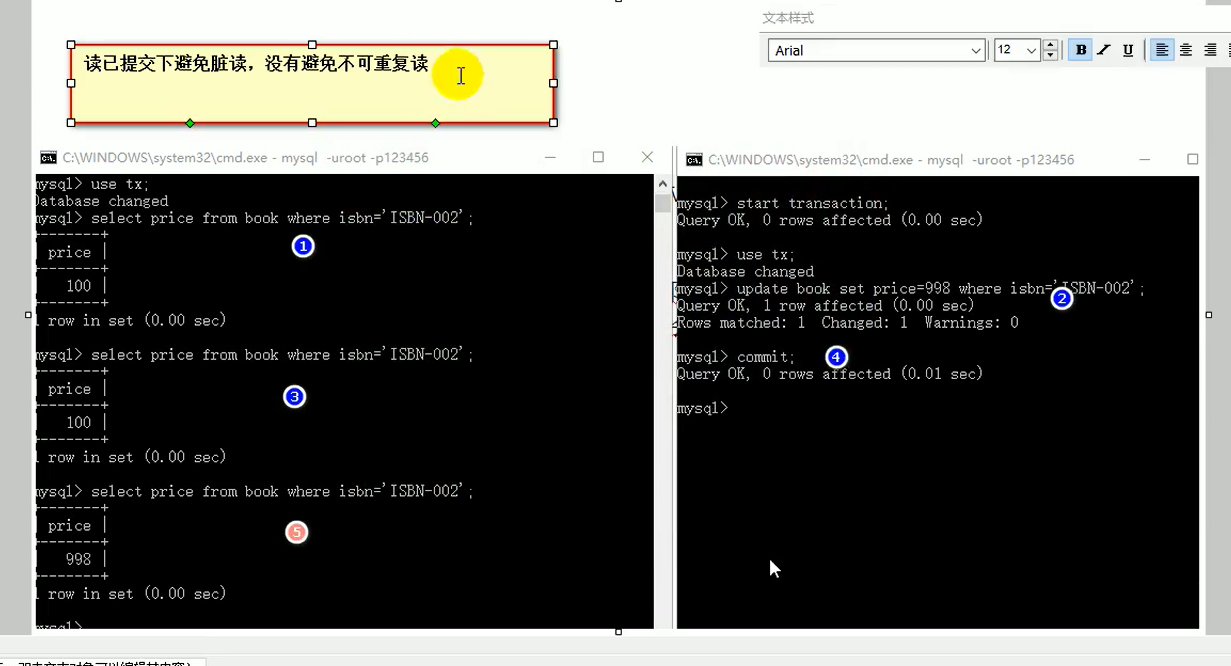 文本样式
Arial
12
B
U
读已提交下避免脏读，没有避免不可重复读
C:\WINDOWS\system32\cmd.exe - mysql -uroot -p123456
mysql> use tx;
Database changed
mysql> select price from book where isbn='ISBN-002';
price |
1
100 |
1 row in set (0.00 sec)
mysql> select price from book where isbn='ISBN-002';
price |
3
100 |
1 row in set (0.00 sec)
mysql> select price from book where isbn='ISBN-002';
price |
5
998 |
1 row in set (0.00 sec)
mysql>
C:\WINDOWS\system32\cmd.exe - mysql -uroot -p123456
mysql> start transaction;
Query OK, 0 rows affected (0.00 sec)
mysql> use tx;
Database changed
mysql> update book set price=998 where isbn='ISBN-002';
2
Query OK, 1 row affected (0.00 sec)
Rows matched: 1 Changed: 1 Warnings: 0
mysql> commit;
4
Query OK, 0 rows affected (0.01 sec)
mysql>